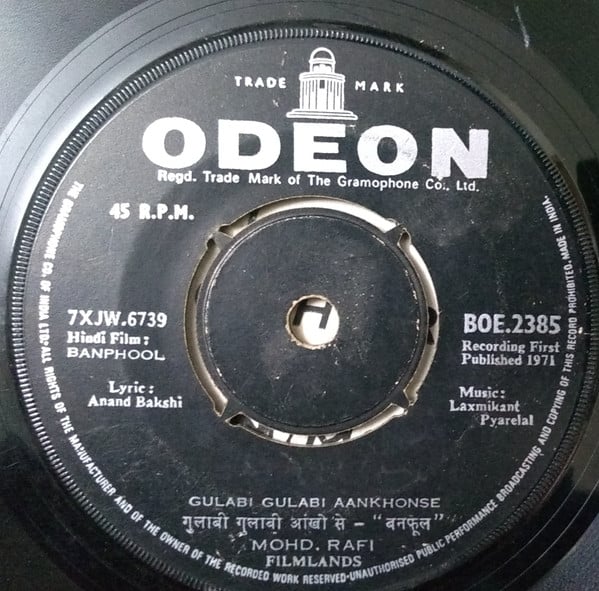 TRADE MARK
ODEON
Regd. Trade Mark of The Gramophone Co., Ltd.
45 R.P.M.
7XJW.6739
Hindi Film:
BANPHOOL
Lyric:
Anand Bakshi
BOE.2385
Recording First
Published 1971
Music:
Laxmikant
Pyarelal
GULABI GULABI AANKHONSE
गुलाबी गुलाबी आंखों से - "बनफूल"
MOHD. RAFI
FILMLANDS
THE GRAMOPHONE CO. OF INDIA LTD. ALL RIGHTS OF THE MANUFACTURER AND OF THE OWNER OF THE RECORDED WORK RESERVED-UNAUTHORISED PUBLIC PERFORMANCE BROADCASTING AND COPYING OF THIS RECORD PROHIBITED. MADE IN INDIA.